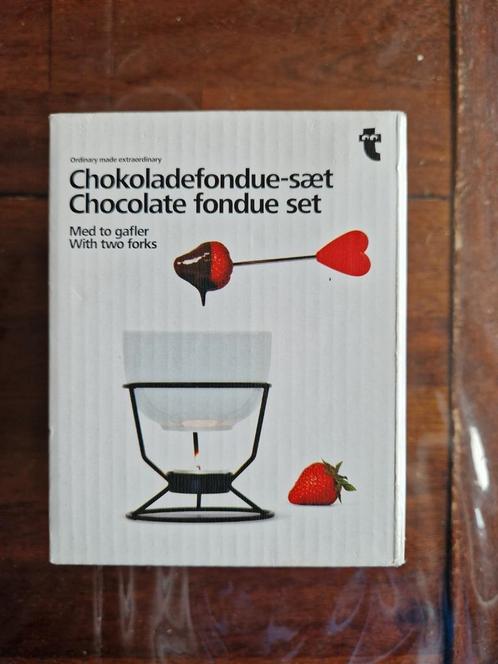 Ordinary made extraordinary
Chokoladefondue-sæt
Chocolate fondue set
Med to gafler
With two forks